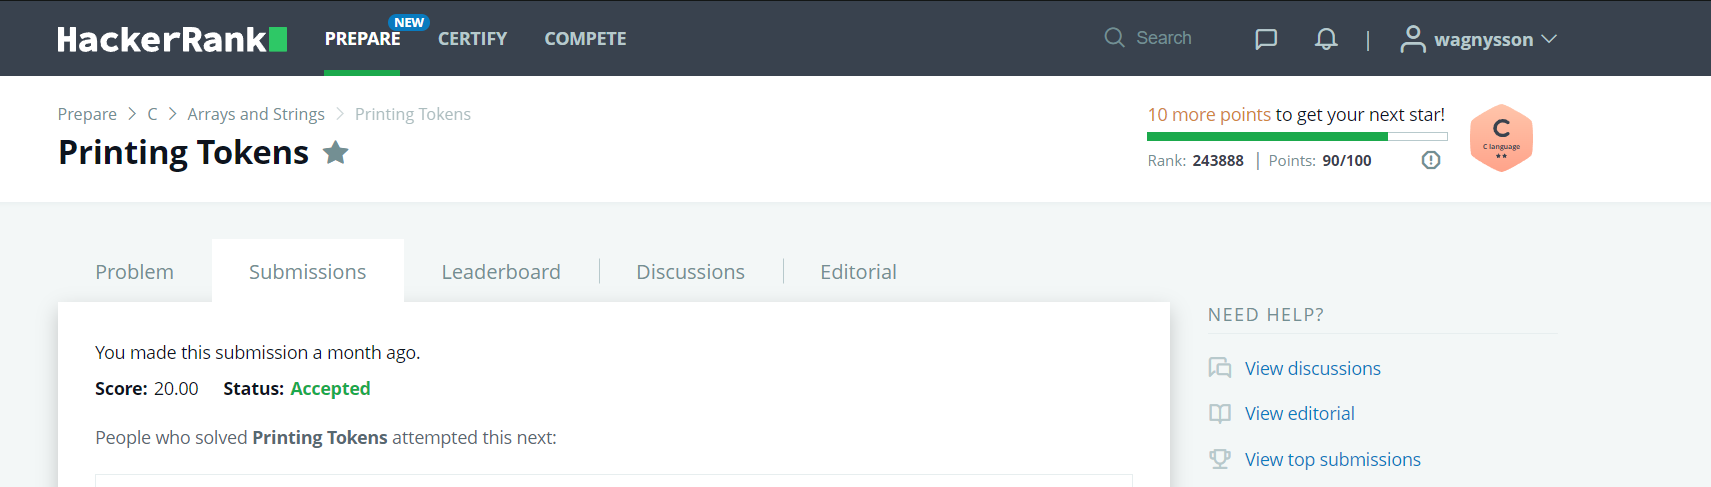 HackerRank PREPARE NEW CERTIFY COMPETE Search | wagnysson
Prepare > C > Arrays and Strings > Printing Tokens
Printing Tokens
10 more points to get your next star!
Rank: 243888 | Points: 90/100
C
C language
Problem Submissions Leaderboard Discussions Editorial
You made this submission a month ago.
Score: 20.00 Status: Accepted
People who solved Printing Tokens attempted this next:
NEED HELP?
View discussions
View editorial
View top submissions